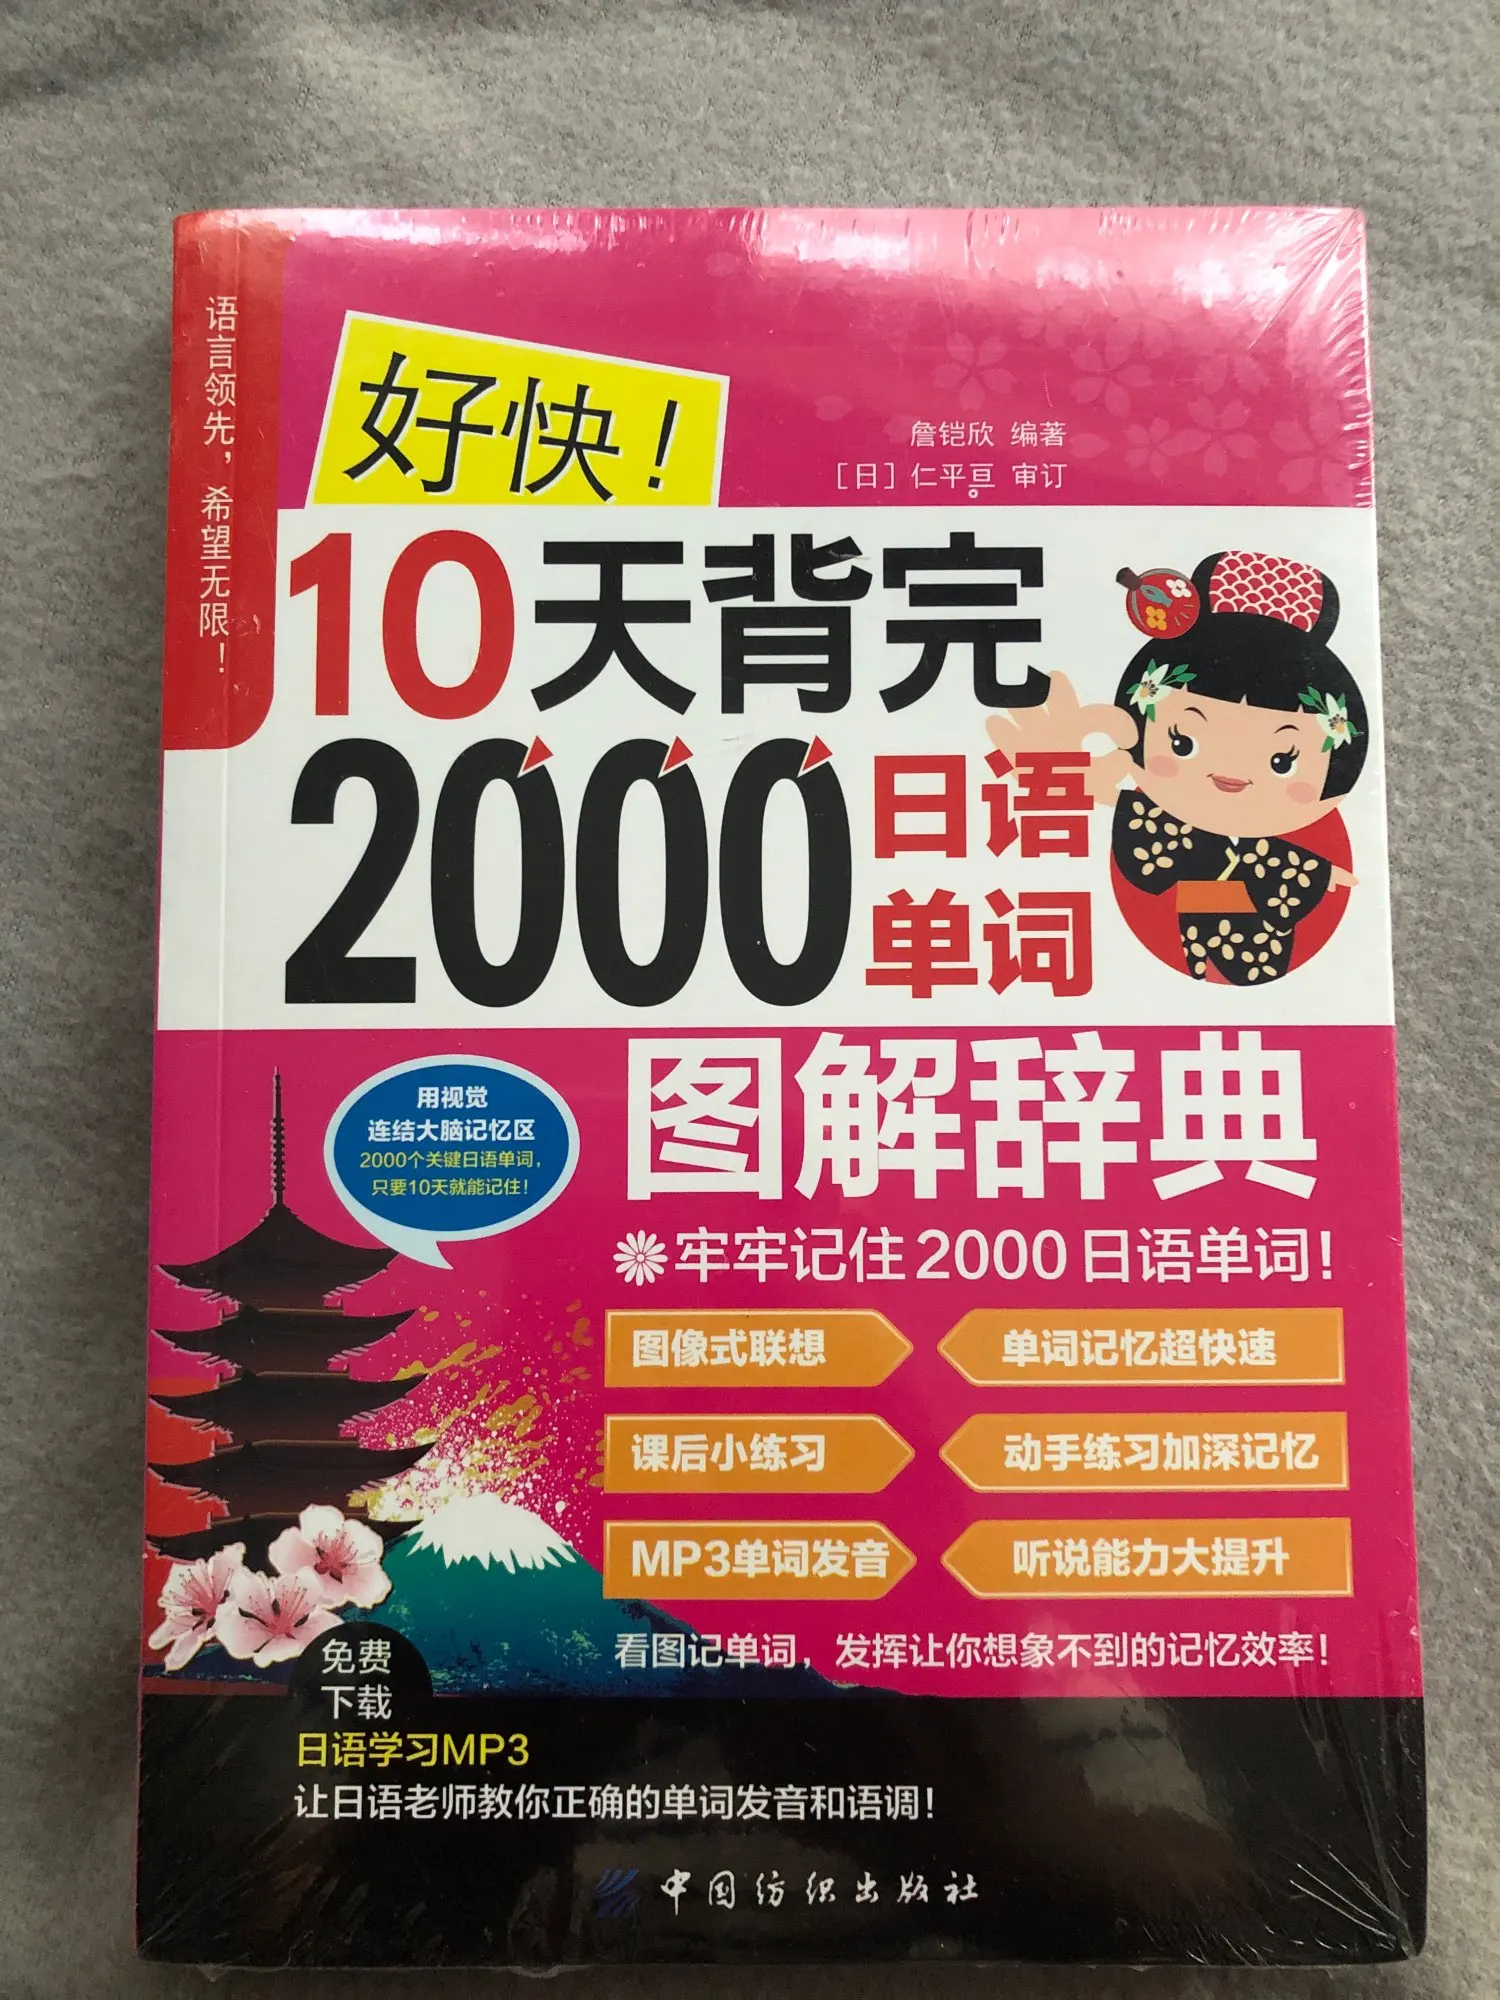 语言领先，希望无限！
好快！
詹铠欣 编著
［日］仁平亘 审订
10天背完
2000日语
单词
图解辞典
用视觉
连结大脑记忆区
2000个关键日语单词，
只要10天就能记住！
牢牢记住2000日语单词！
图像式联想 单词记忆超快速
课后小练习 动手练习加深记忆
MP3单词发音 听说能力大提升
看图记单词，发挥让你想象不到的记忆效率！
免费
下载
日语学习MP3
让日语老师教你正确的单词发音和语调！
中国纺织出版社